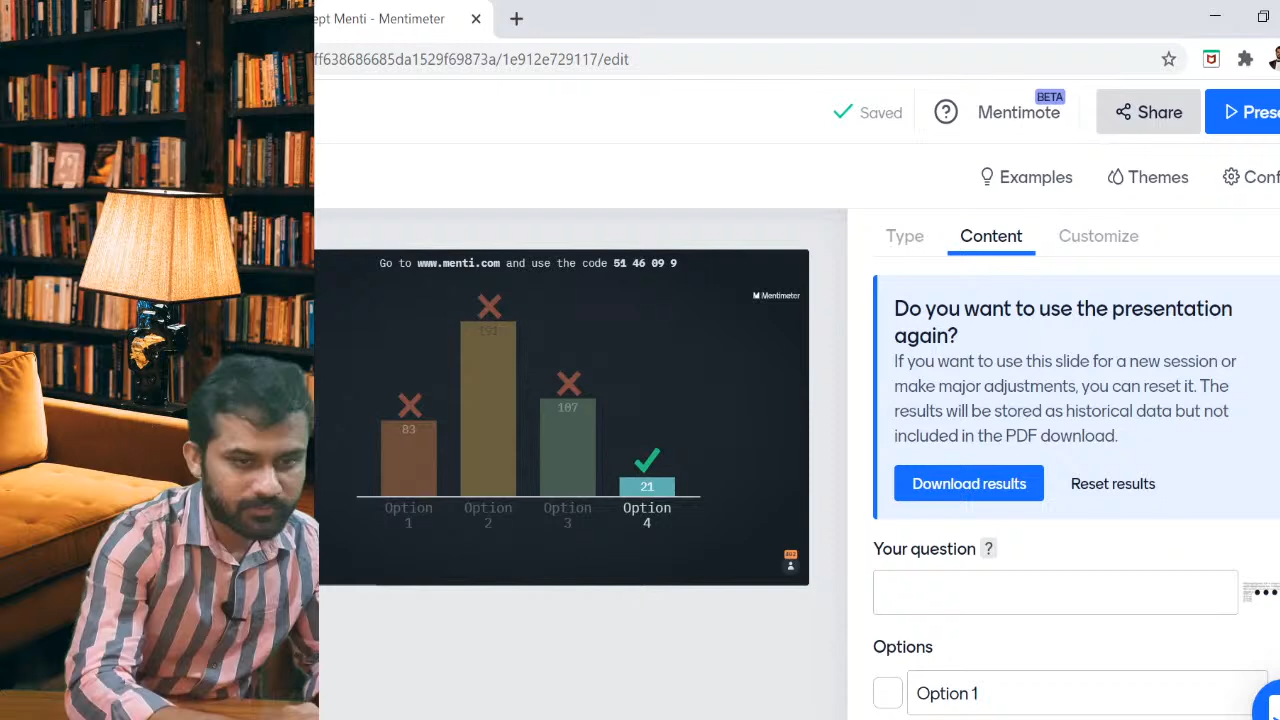 ept Menti - Mentimeter
ff638686685da1529f69873a/1e912e729117/edit
Saved
Mentimote
BETA
Share
Prese
Examples
Themes
Conf
Type
Content
Customize
Go to www.menti.com and use the code 51 46 09 9
Mentimeter
83
191
107
21
Option 1
Option 2
Option 3
Option 4
Do you want to use the presentation
again?
If you want to use this slide for a new session or
make major adjustments, you can reset it. The
results will be stored as historical data but not
included in the PDF download.
Download results
Reset results
Your question ?
Options
Option 1